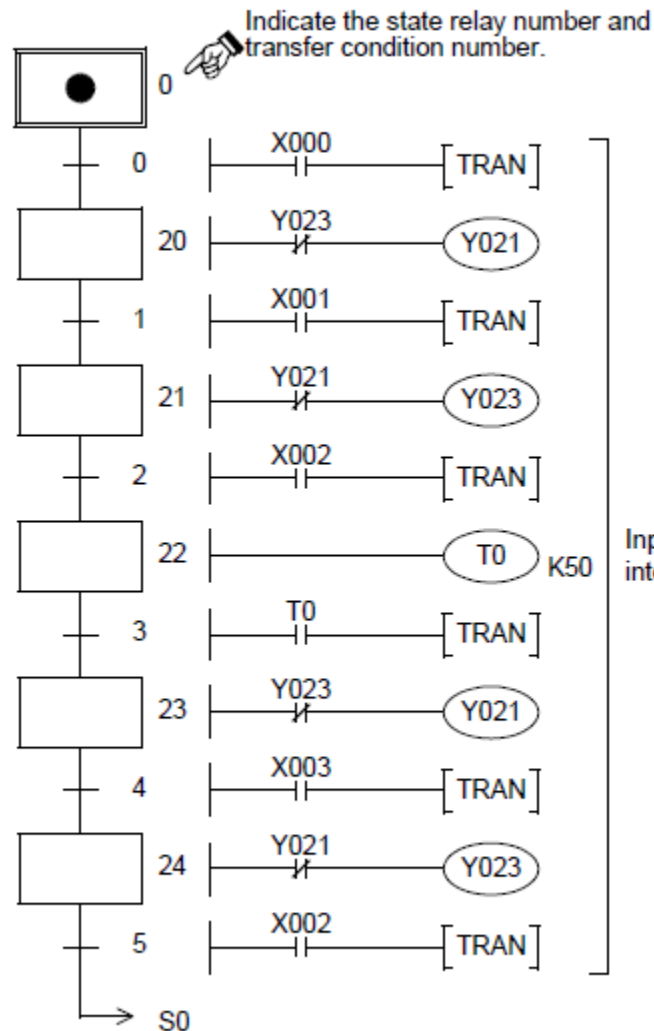 Indicate the state relay number and
transfer condition number.
0
0 X000 TRAN
20 Y023 Y021
1 X001 TRAN
21 Y021 Y023
2 X002 TRAN
22 T0 K50
3 T0 TRAN
23 Y023 Y021
4 X003 TRAN
24 Y021 Y023
5 X002 TRAN
S0